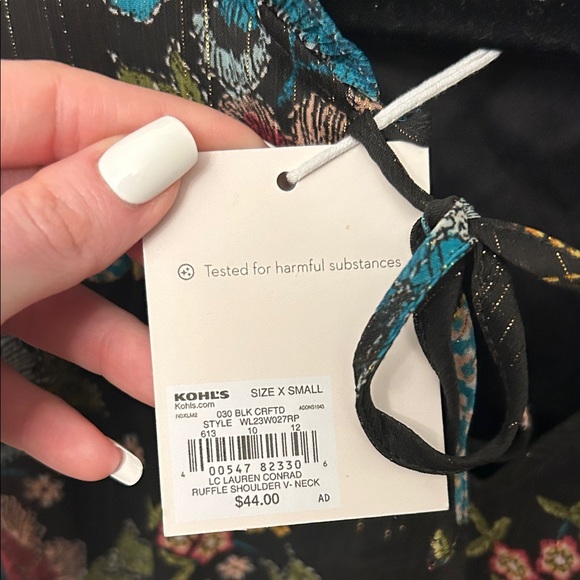 Tested for harmful substances
KOHL'S SIZE X SMALL
Kohls.com
030 BLK CRFTD
STYLE WL23W027RP
613 10 12
4 00547 82330 6
LC LAUREN CONRAD
RUFFLE SHOULDER V- NECK
$44.00 AD